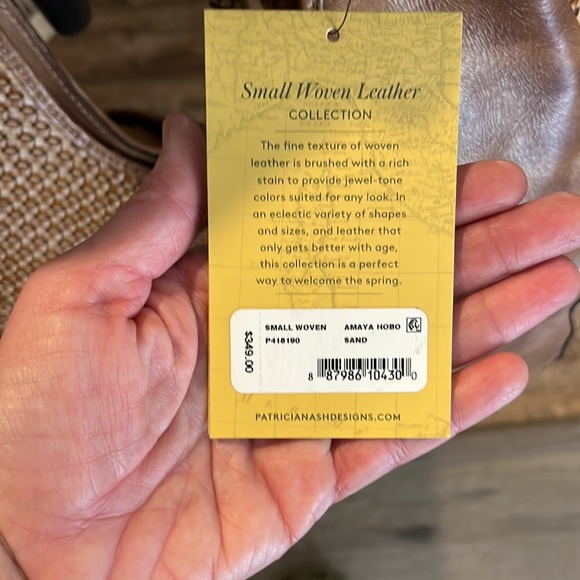 Small Woven Leather
COLLECTION
The fine texture of woven
leather is brushed with a rich
stain to provide jewel-tone
colors suited for any look. In
an eclectic variety of shapes
and sizes, and leather that
only gets better with age,
this collection is a perfect
way to welcome the spring.
$349.00
SMALL WOVEN AMAYA HOBO
P418190 SAND
8 87986 10430 0
PATRICIANASHDESIGNS.COM